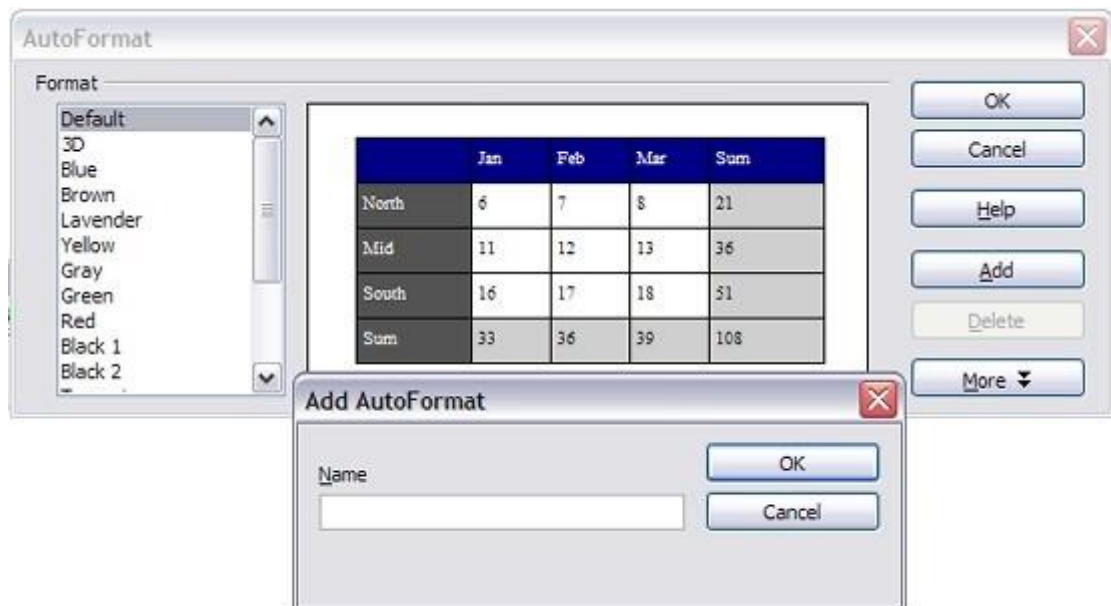 AutoFormat
Format
Default
3D
Blue
Brown
Lavender
Yellow
Gray
Green
Red
Black 1
Black 2
Jan Feb Mar Sum
North 6 7 8 21
Mid 11 12 13 36
South 16 17 18 51
Sum 33 36 39 108
OK
Cancel
Help
Add
Delete
More
Add AutoFormat
Name
OK
Cancel